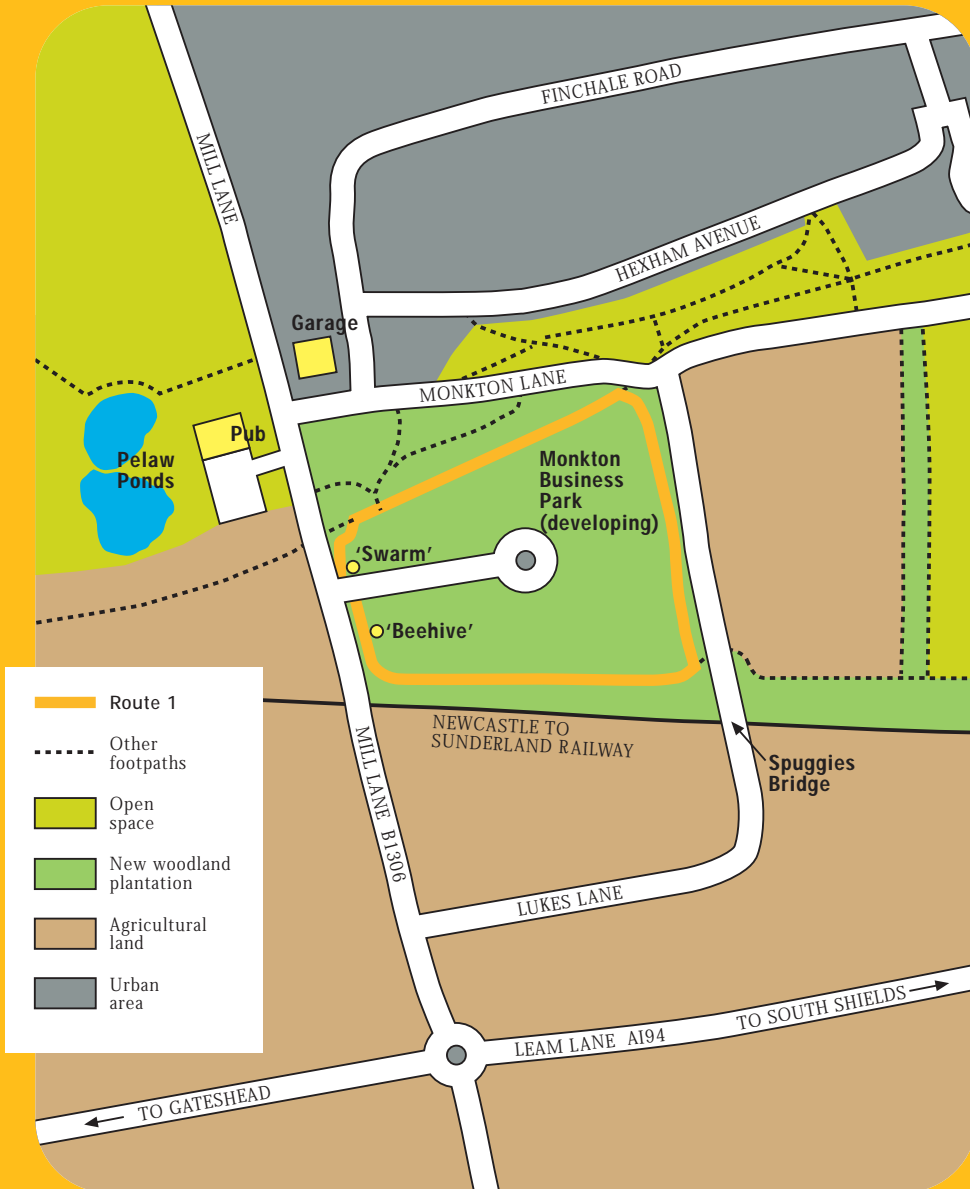 FINCHALE ROAD
MILL LANE
HEXHAM AVENUE
Garage
MONKTON LANE
Pub
Pelaw
Ponds
Monkton
Business
Park
(developing)
'Swarm'
'Beehive'
Route 1
Other
footpaths
Open
space
New woodland
plantation
Agricultural
land
Urban
area
NEWCASTLE TO
SUNDERLAND RAILWAY
MILL LANE B1306
Spuggies
Bridge
LUKES LANE
LEAM LANE A194
TO SOUTH SHIELDS
TO GATESHEAD